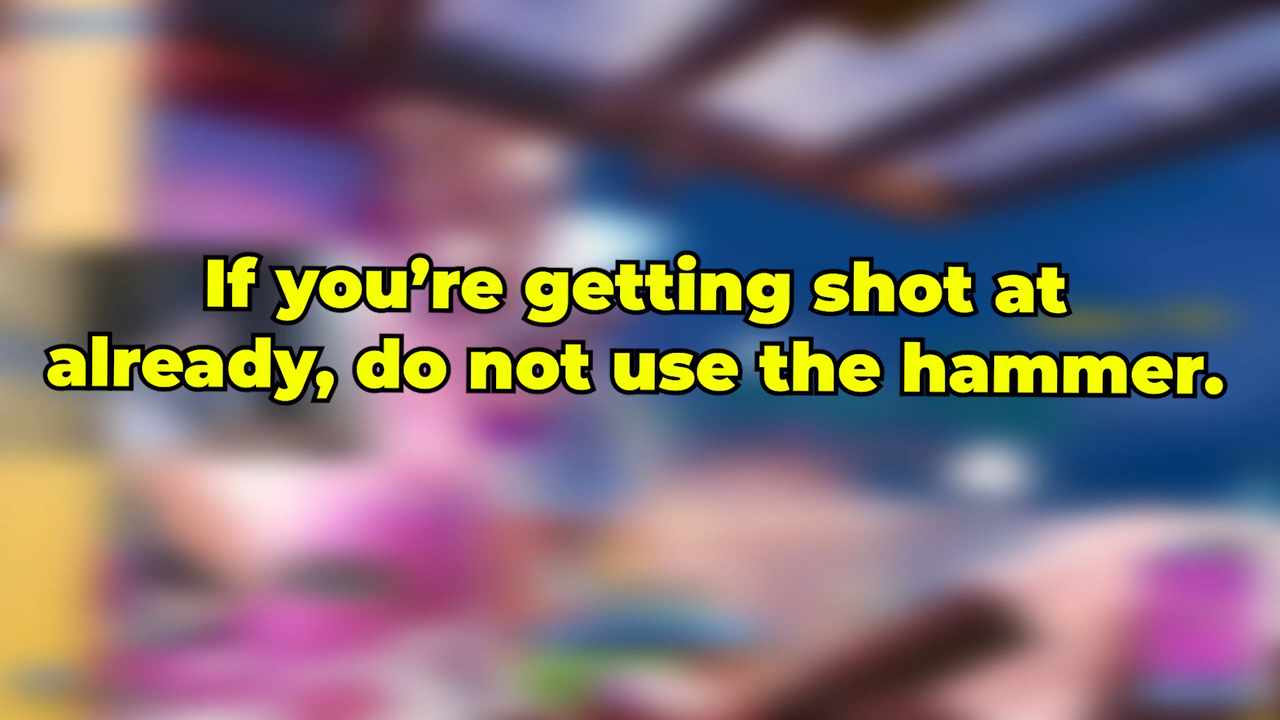 If you’re getting shot at
already, do not use the hammer.